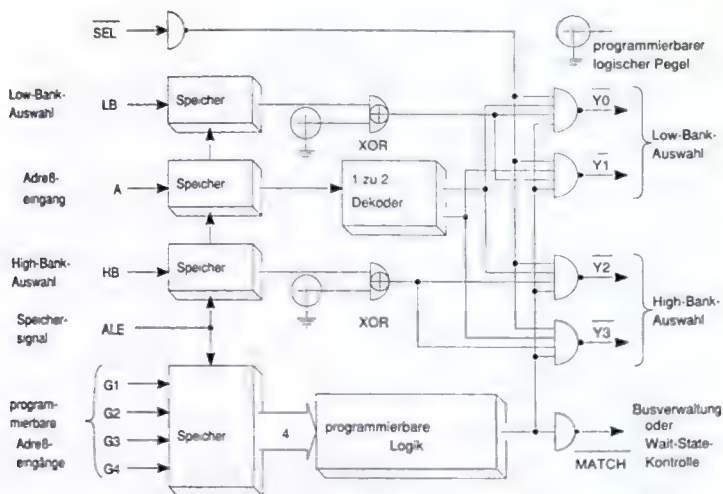 SEL
programmierbarer
logischer Pegel
Low-Bank-
Auswahl
LB
Speicher
XOR
Y0
Low-Bank-
Auswahl
Y1
Adreß-
eingang
A
Speicher
1 zu 2
Dekoder
High-Bank-
Auswahl
HB
Speicher
XOR
Y2
High-Bank-
Auswahl
Y3
Speicher-
signal
ALE
program-
mierbare
Adreß-
eingänge
G1
G2
G3
G4
Speicher
4
programmierbare
Logik
MATCH
Busverwaltung
oder
Wait-State-
Kontrolle